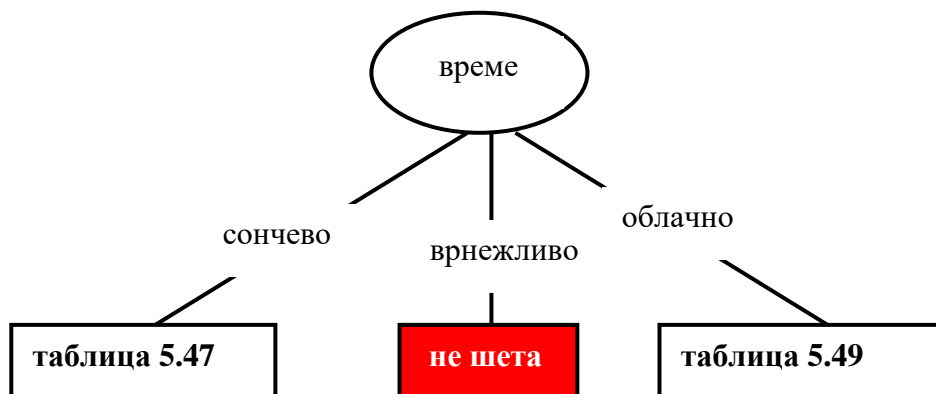 време
сончево
врнежливо
облачно
таблица 5.47
не шета
таблица 5.49